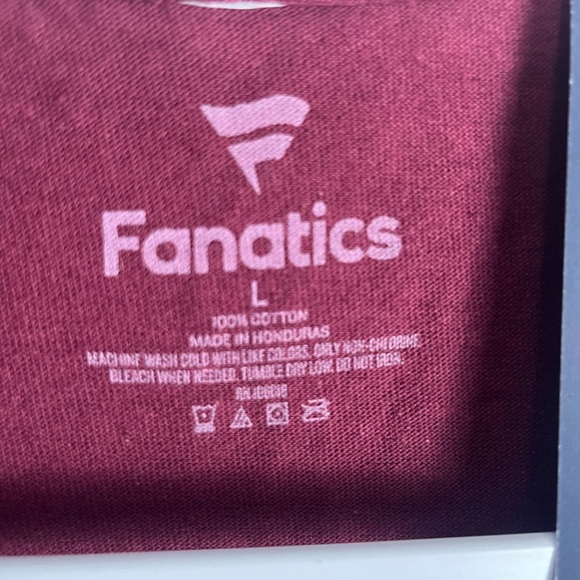 Fanatics
L
100% COTTON
MADE IN HONDURAS
MACHINE WASH COLD WITH LIKE COLORS. ONLY NON-CHLORINE
BLEACH WHEN NEEDED. TUMBLE DRY LOW. DO NOT IRON.
RN